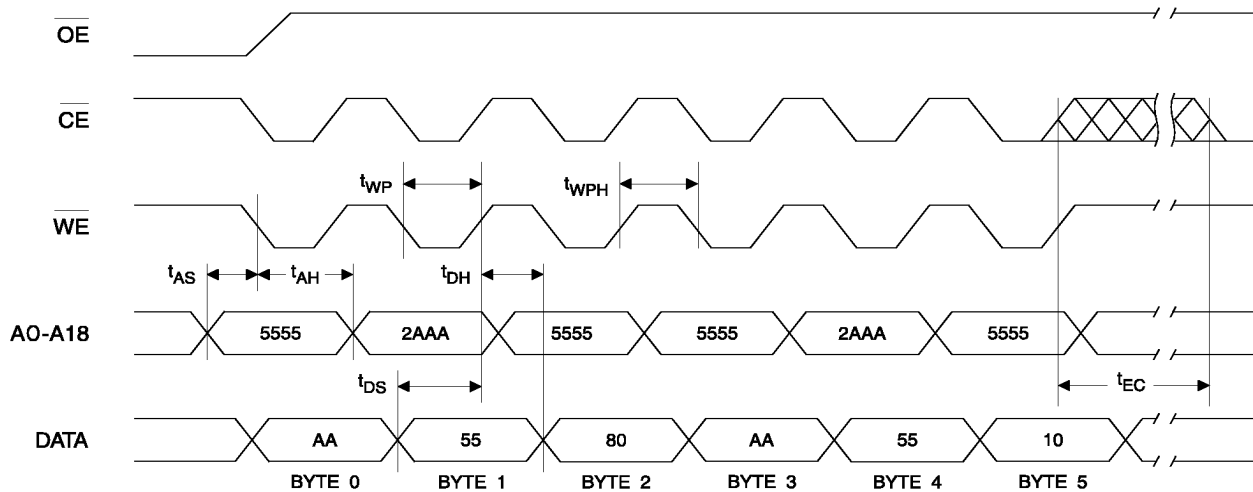 OE
CE
tWP
tWPH
WE
tAS
tAH
tDH
A0-A18
5555
2AAA
5555
5555
2AAA
5555
tDS
tEC
DATA
AA
55
80
AA
55
10
BYTE 0
BYTE 1
BYTE 2
BYTE 3
BYTE 4
BYTE 5